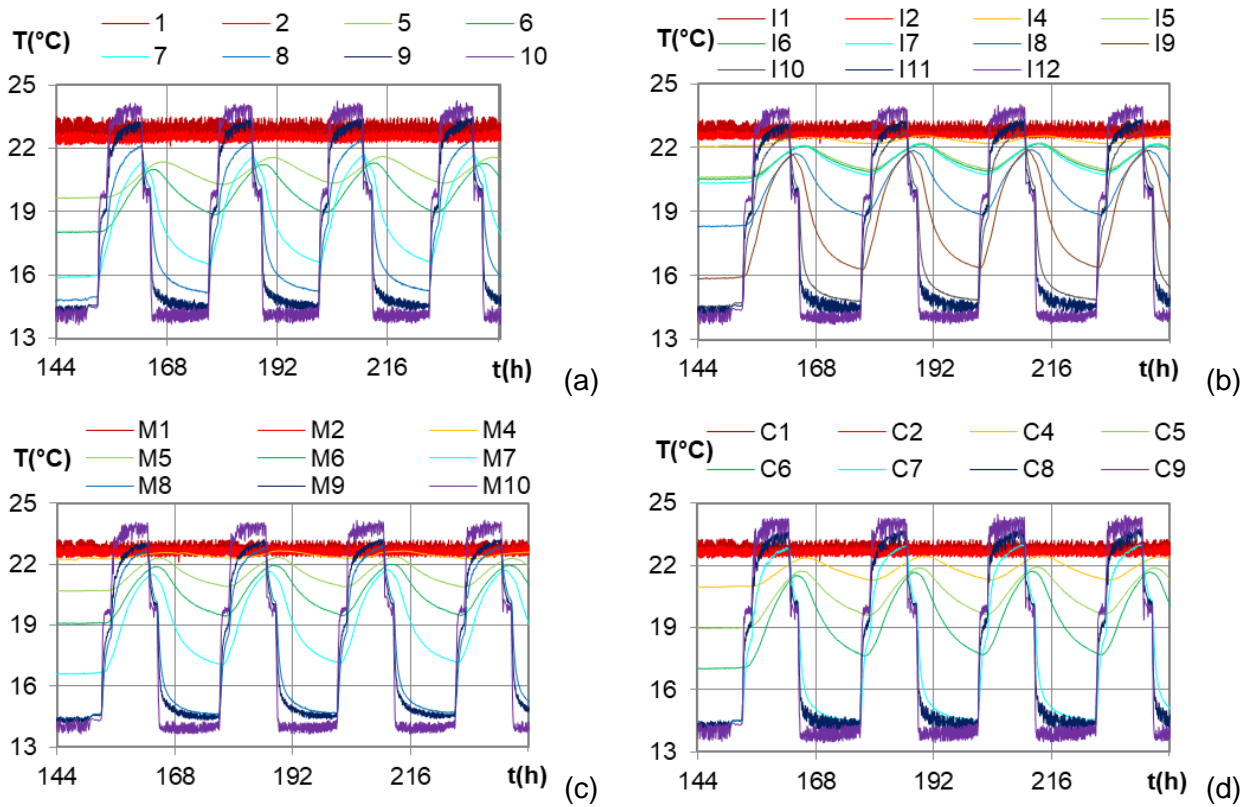 1 2 5 6
T(°C)
7 8 9 10
25
22
19
16
13
144 168 192 216 t(h)
(a)
I1 I2 I4 I5
T(°C)
I6 I7 I8 I9
I10 I11 I12
25
22
19
16
13
144 168 192 216 t(h)
(b)
M1 M2 M4
T(°C)
M5 M6 M7
M8 M9 M10
25
22
19
16
13
144 168 192 216 t(h)
(c)
C1 C2 C4 C5
T(°C)
C6 C7 C8 C9
25
22
19
16
13
144 168 192 216 t(h)
(d)